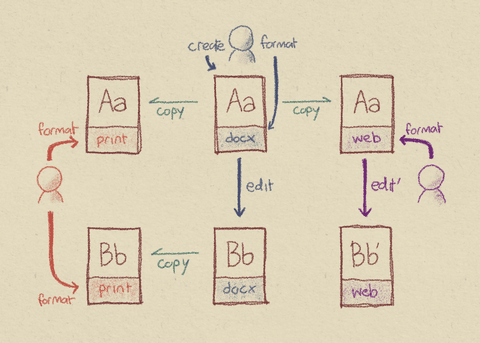 create
format
Aa
print
copy
Aa
docx
copy
Aa
web
format
format
edit
edit'
Bb
print
copy
Bb
docx
Bb'
web
format